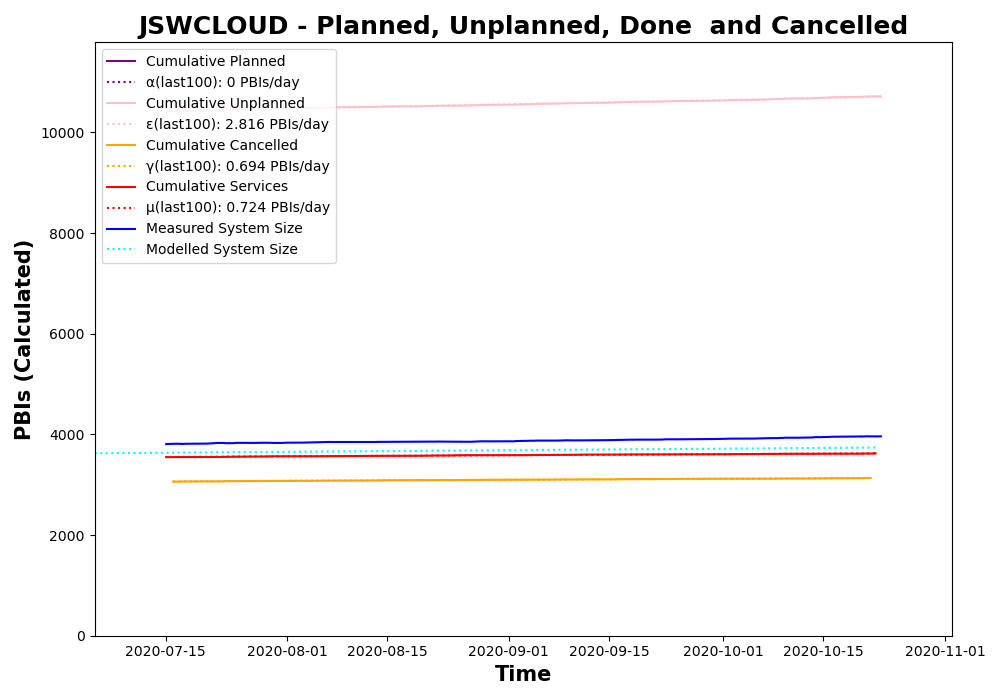 JSWCLOUD - Planned, Unplanned, Done  and Cancelled
Cumulative Planned
α(last100): 0 PBIs/day
Cumulative Unplanned
ε(last100): 2.816 PBIs/day
Cumulative Cancelled
γ(last100): 0.694 PBIs/day
Cumulative Services
μ(last100): 0.724 PBIs/day
Measured System Size
Modelled System Size
PBIs (Calculated)
10000
8000
6000
4000
2000
0
2020-07-15 2020-08-01 2020-08-15 2020-09-01 2020-09-15 2020-10-01 2020-10-15 2020-11-01
Time